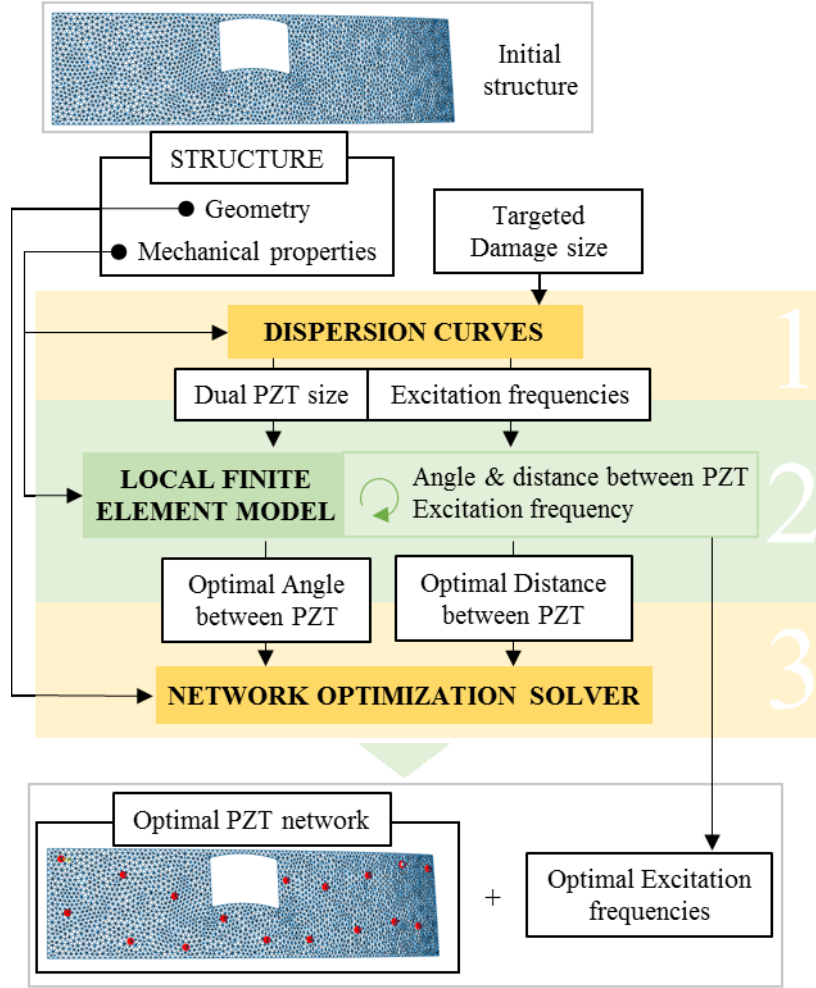 Initial
structure
STRUCTURE
Geometry
Mechanical properties
Targeted
Damage size
DISPERSION CURVES
1
Dual PZT size
Excitation frequencies
LOCAL FINITE
ELEMENT MODEL
Angle & distance between PZT
Excitation frequency
2
Optimal Angle
between PZT
Optimal Distance
between PZT
3
NETWORK OPTIMIZATION SOLVER
Optimal PZT network
+
Optimal Excitation
frequencies